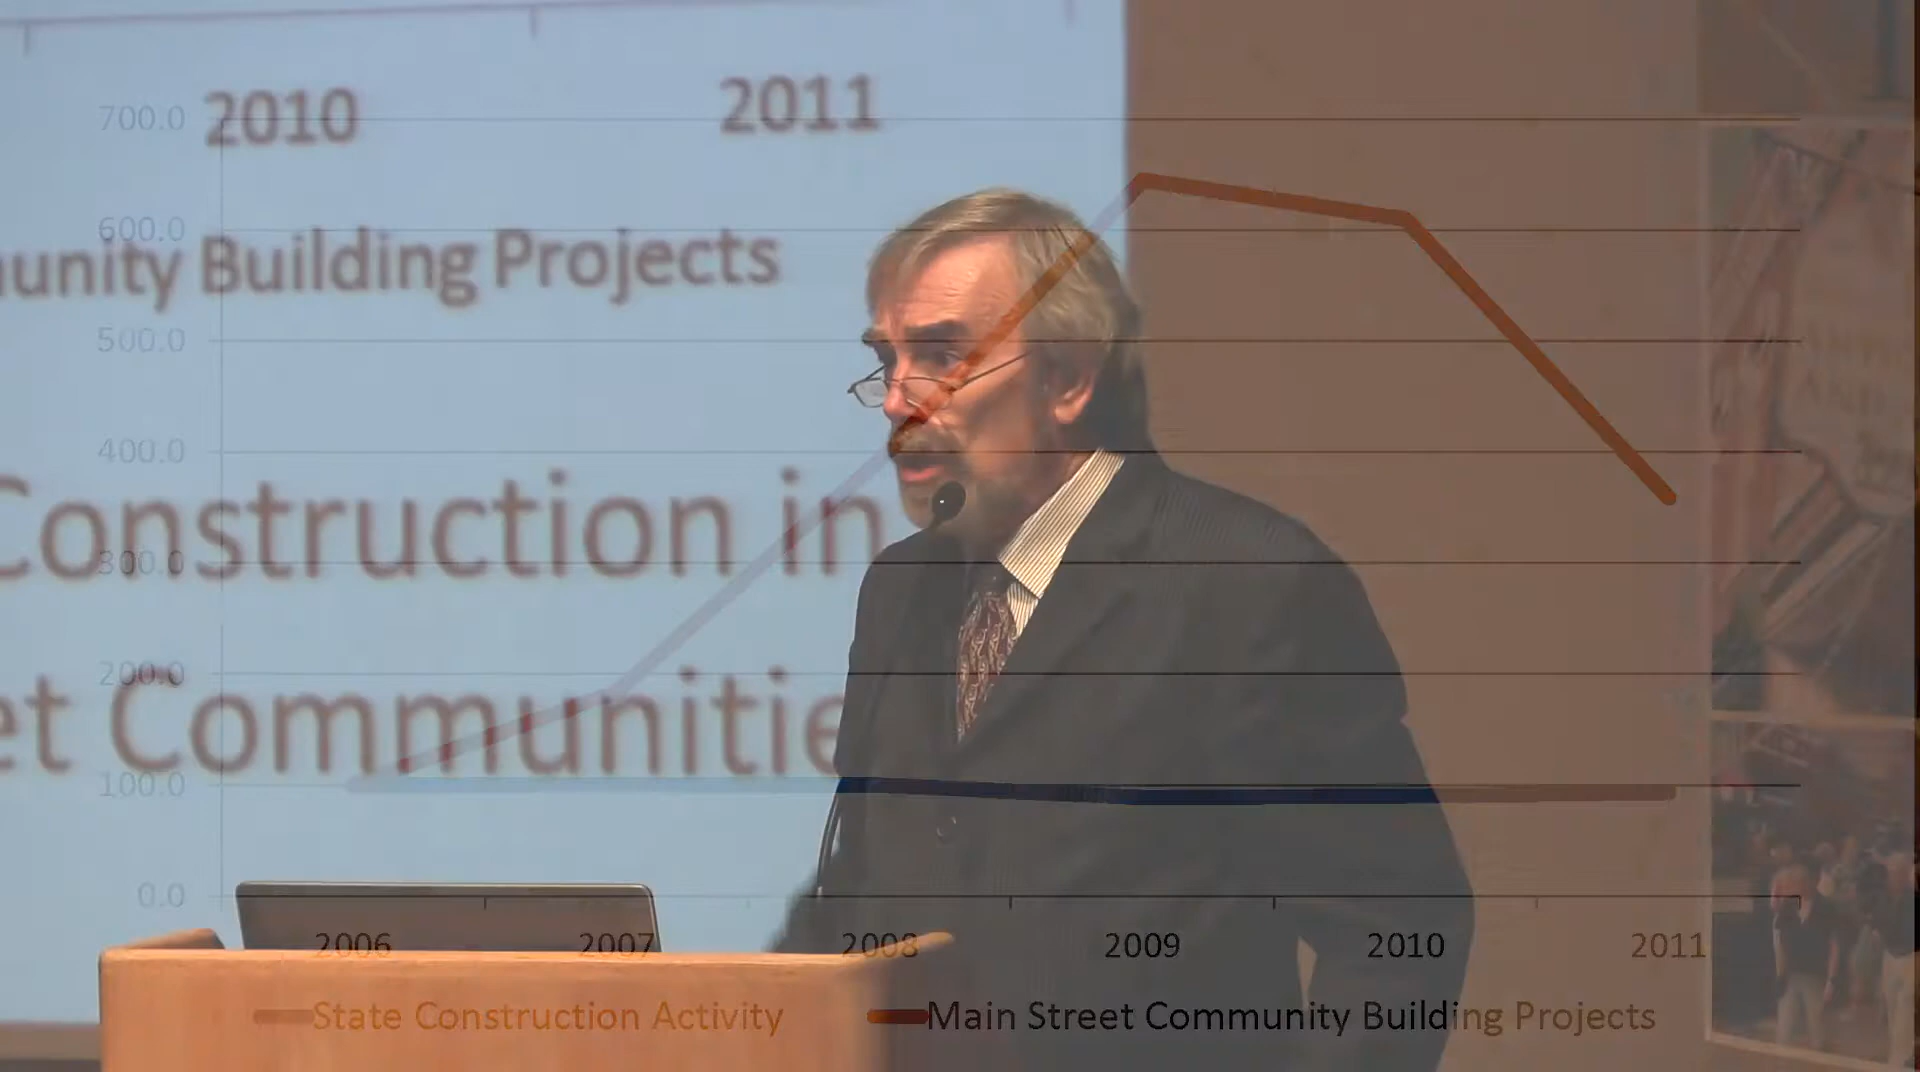 2010 2011
unity Building Projects
Construction in
et Communitie
700.0
600.0
500.0
400.0
300.0
200.0
100.0
0.0
2006 2007 2008 2009 2010 2011
State Construction Activity Main Street Community Building Projects